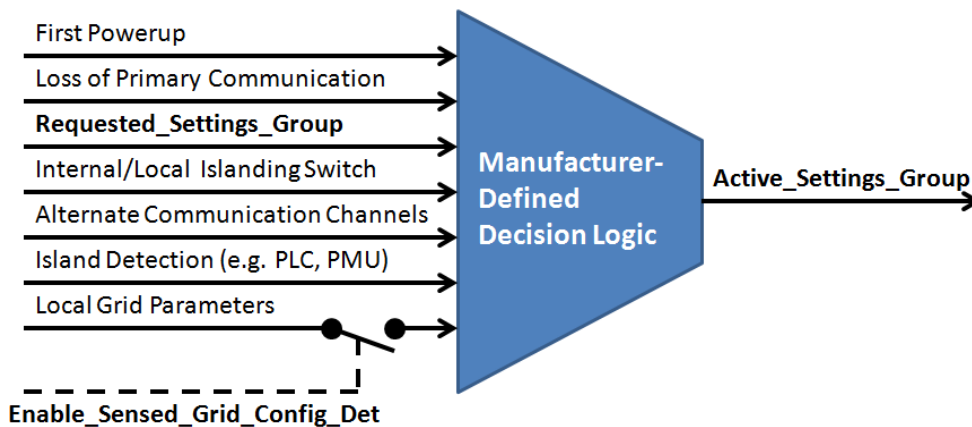 First Powerup
Loss of Primary Communication
Requested_Settings_Group
Internal/Local Islanding Switch
Alternate Communication Channels
Island Detection (e.g. PLC, PMU)
Local Grid Parameters
Enable_Sensed_Grid_Config_Det
Manufacturer-
Defined
Decision Logic
Active_Settings_Group